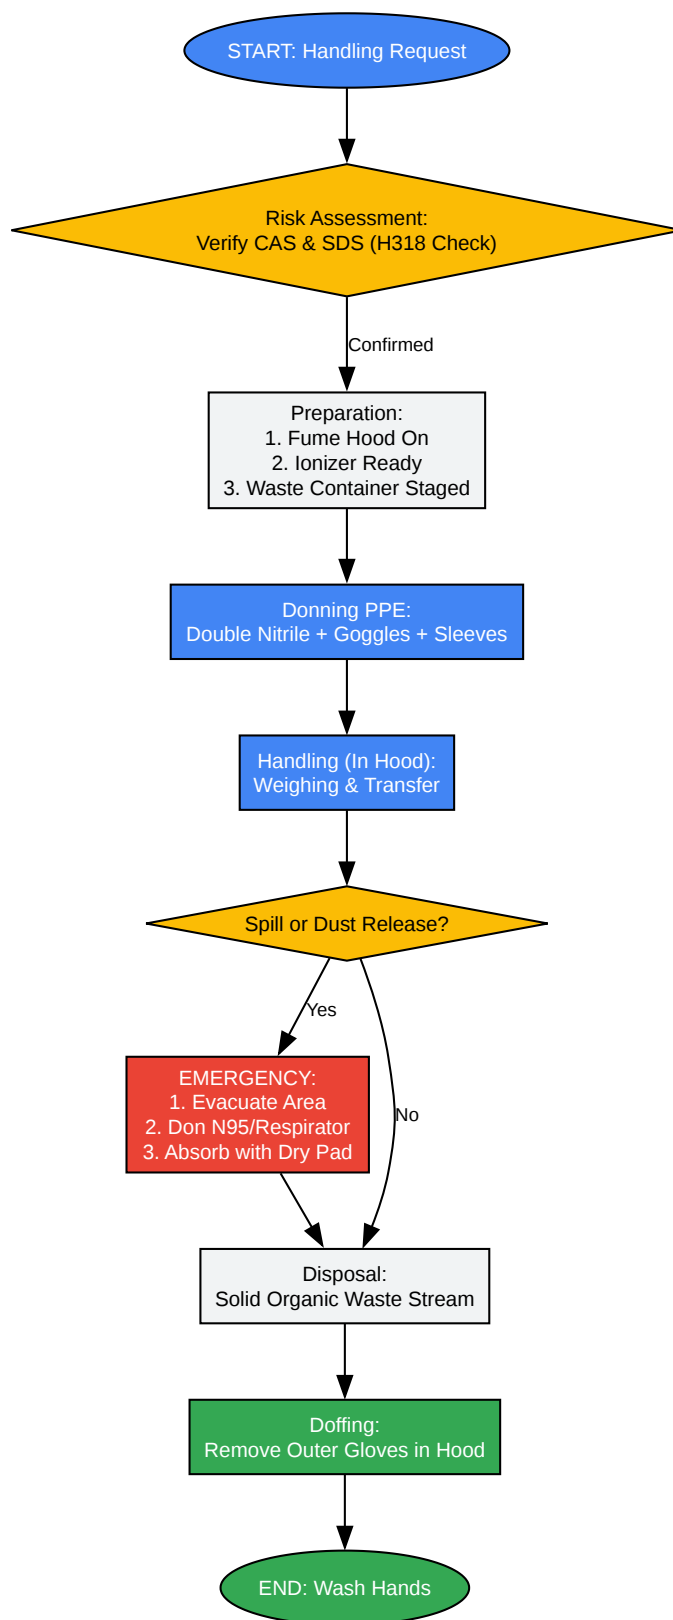 START: Handling Request
Risk Assessment:
Verify CAS & SDS (H318 Check)
Confirmed
Preparation:
1. Fume Hood On
2. Ionizer Ready
3. Waste Container Staged
Donning PPE:
Double Nitrile + Goggles + Sleeves
Handling (In Hood):
Weighing & Transfer
Spill or Dust Release?
Yes
EMERGENCY:
1. Evacuate Area
2. Don N95/Respirator
3. Absorb with Dry Pad
No
Disposal:
Solid Organic Waste Stream
Doffing:
Remove Outer Gloves in Hood
END: Wash Hands